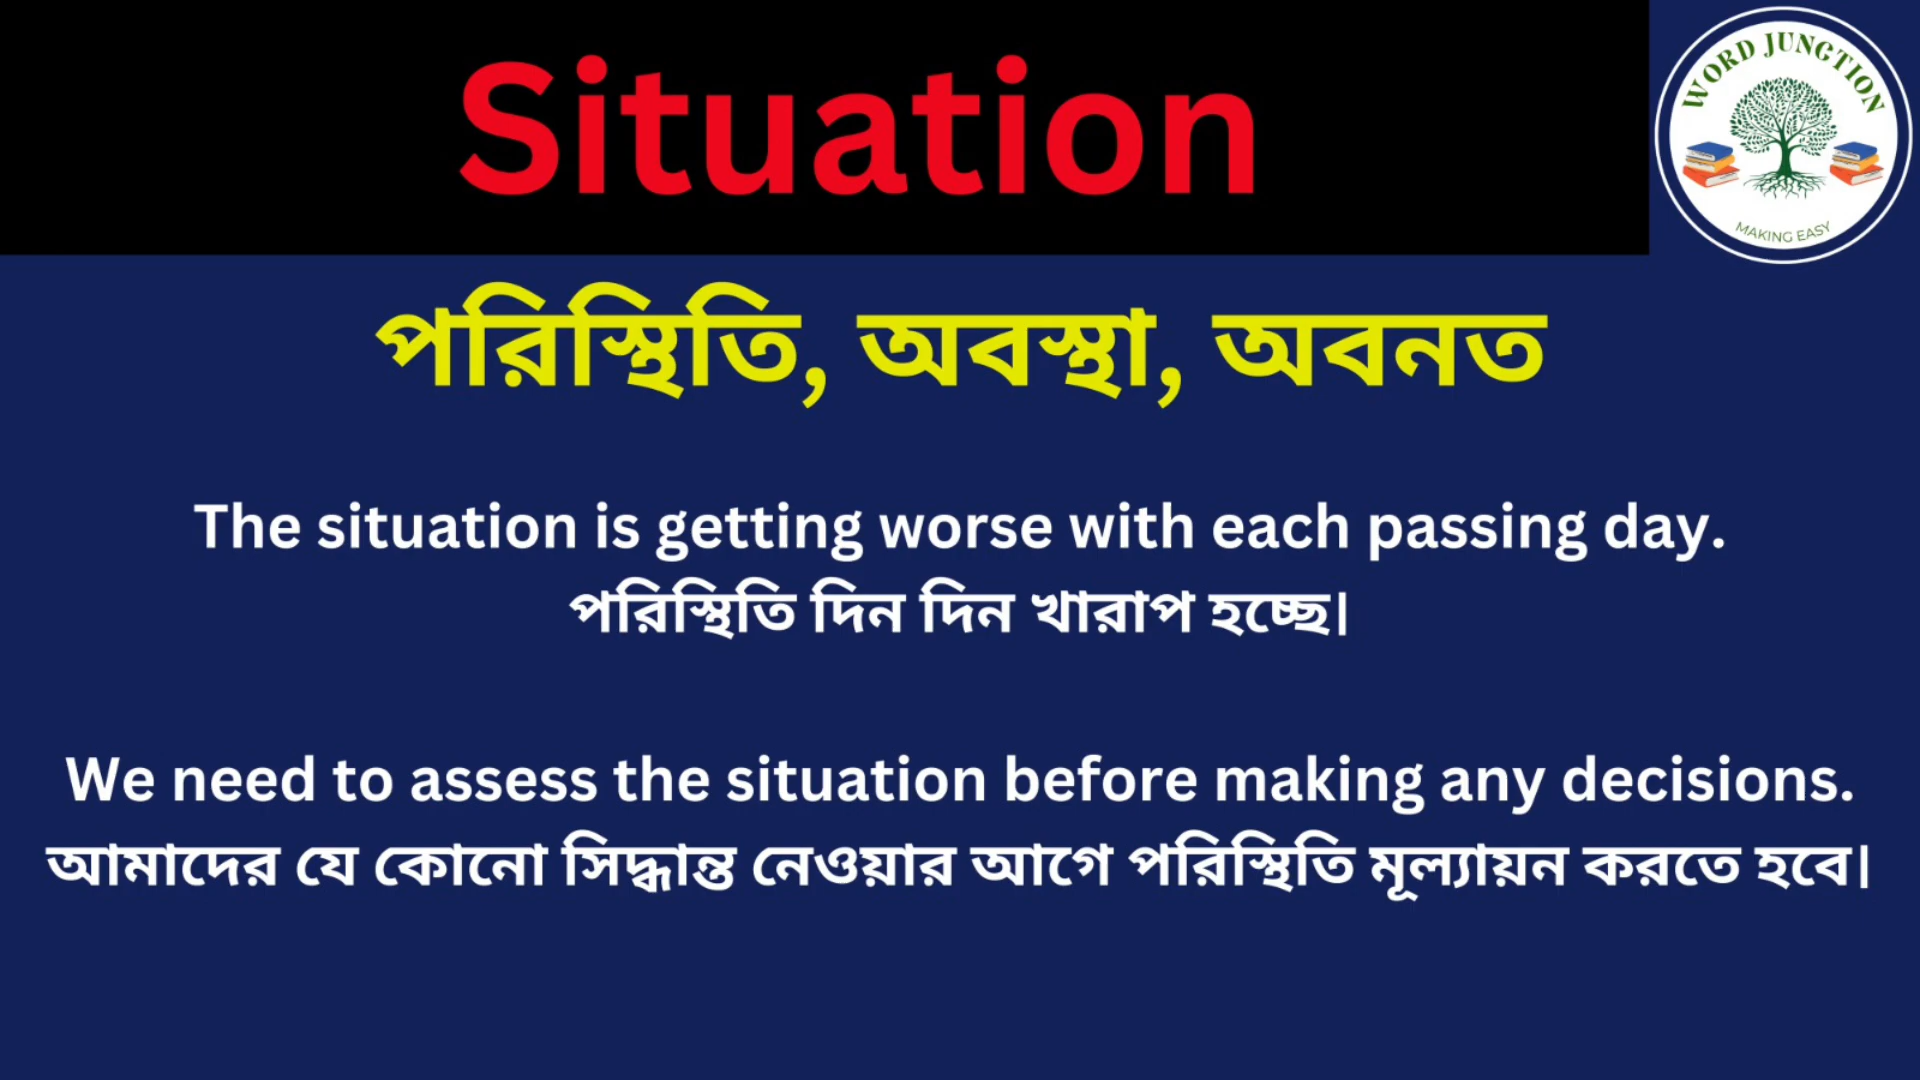 Situation
WORD JUNCTION
MAKING EASY
পরিস্থিতি, অবস্থা, অবনত
The situation is getting worse with each passing day.
পরিস্থিতি দিন দিন খারাপ হচ্ছে।
We need to assess the situation before making any decisions.
আমাদের যে কোনো সিদ্ধান্ত নেওয়ার আগে পরিস্থিতি মূল্যায়ন করতে হবে।